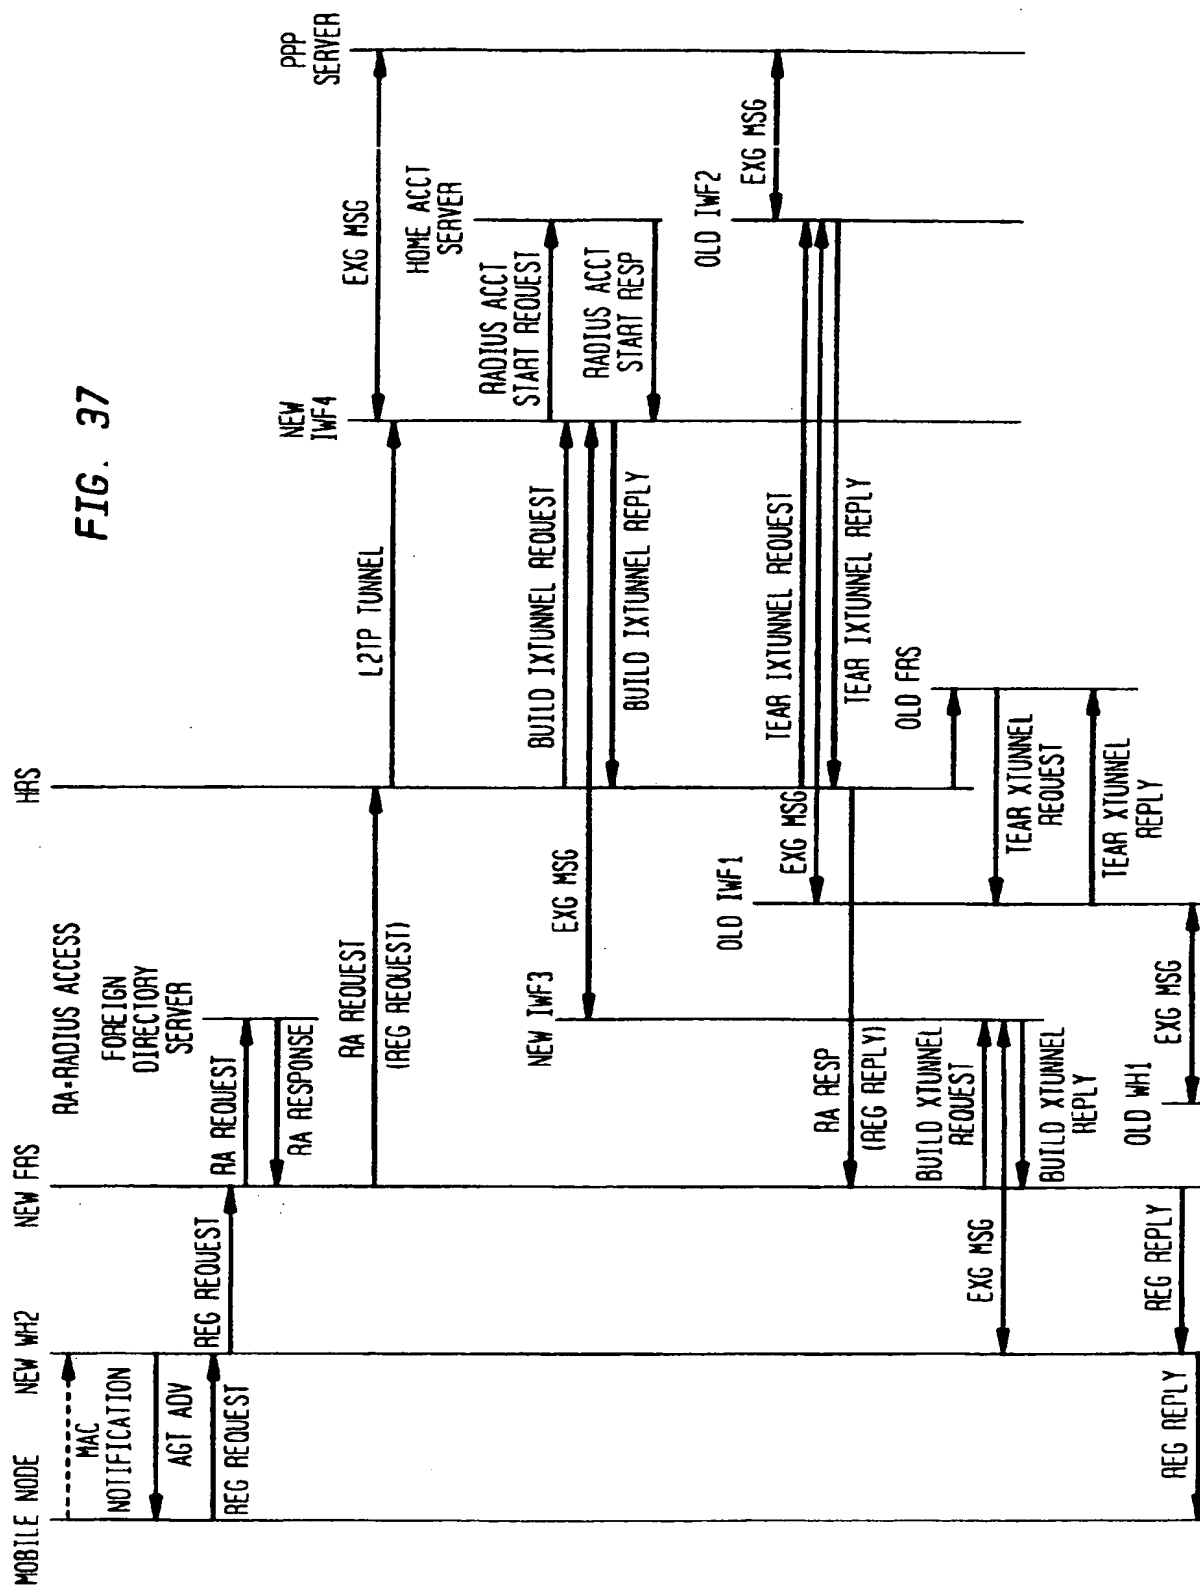 FIG. 37
MOBILE NODE
NEW WH2
NEW FRS
HRS
RA=RADIUS ACCESS
FOREIGN
DIRECTORY
SERVER
NEW
IWF4
PPP
SERVER
MAC
NOTIFICATION
AGT ADV
REG REQUEST
REG REQUEST
RA REQUEST
RA RESPONSE
RA REQUEST
(REG REQUEST)
L2TP TUNNEL
EXG MSG
HOME ACCT
SERVER
RADIUS ACCT
START REQUEST
RADIUS ACCT
START RESP
BUILD IXTUNNEL REQUEST
EXG MSG
BUILD IXTUNNEL REPLY
NEW IWF3
OLD IWF2
EXG MSG
TEAR IXTUNNEL REQUEST
EXG MSG
TEAR IXTUNNEL REPLY
OLD IWF1
RA RESP
(REG REPLY)
OLD FRS
TEAR XTUNNEL
REQUEST
TEAR XTUNNEL
REPLY
BUILD XTUNNEL
REQUEST
EXG MSG
BUILD XTUNNEL
REPLY
OLD WH1
EXG MSG
REG REPLY
REG REPLY